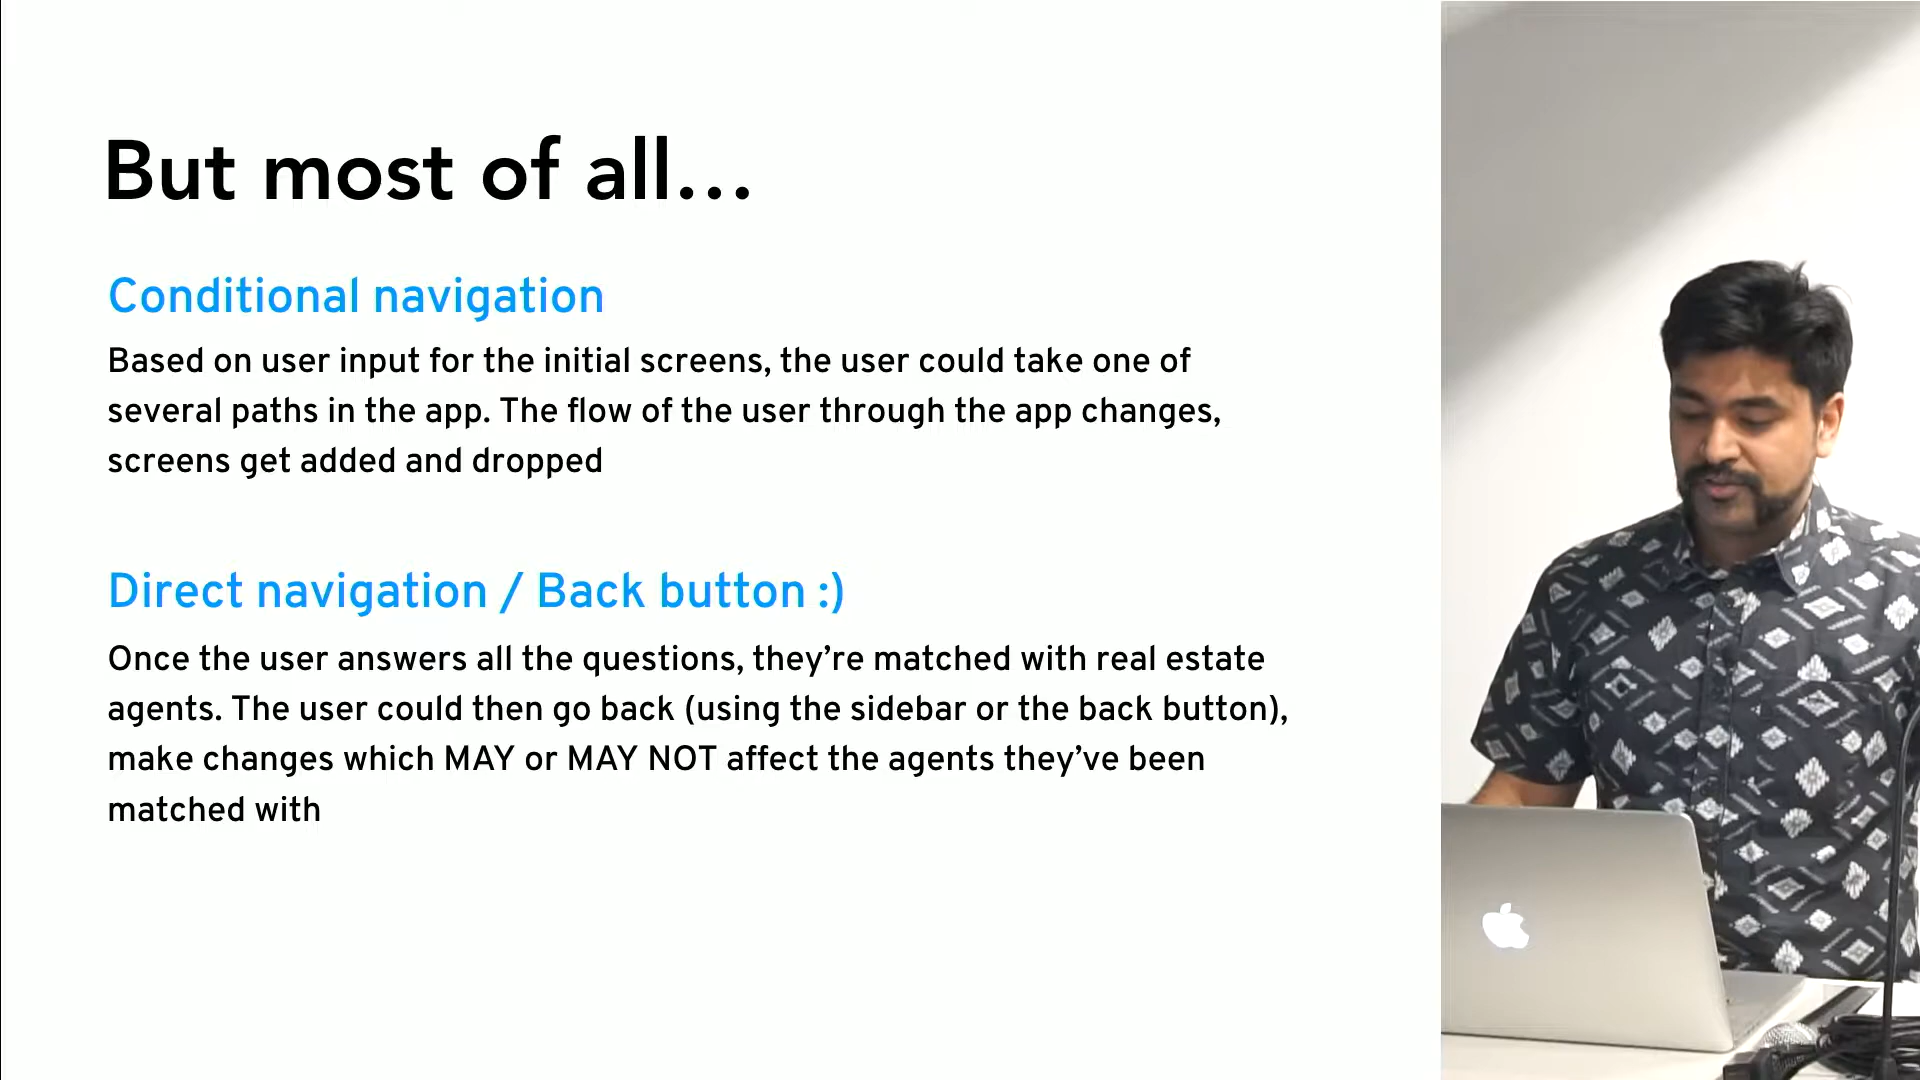 But most of all...
Conditional navigation
Based on user input for the initial screens, the user could take one of
several paths in the app. The flow of the user through the app changes,
screens get added and dropped
Direct navigation / Back button :)
Once the user answers all the questions, they’re matched with real estate
agents. The user could then go back (using the sidebar or the back button),
make changes which MAY or MAY NOT affect the agents they’ve been
matched with